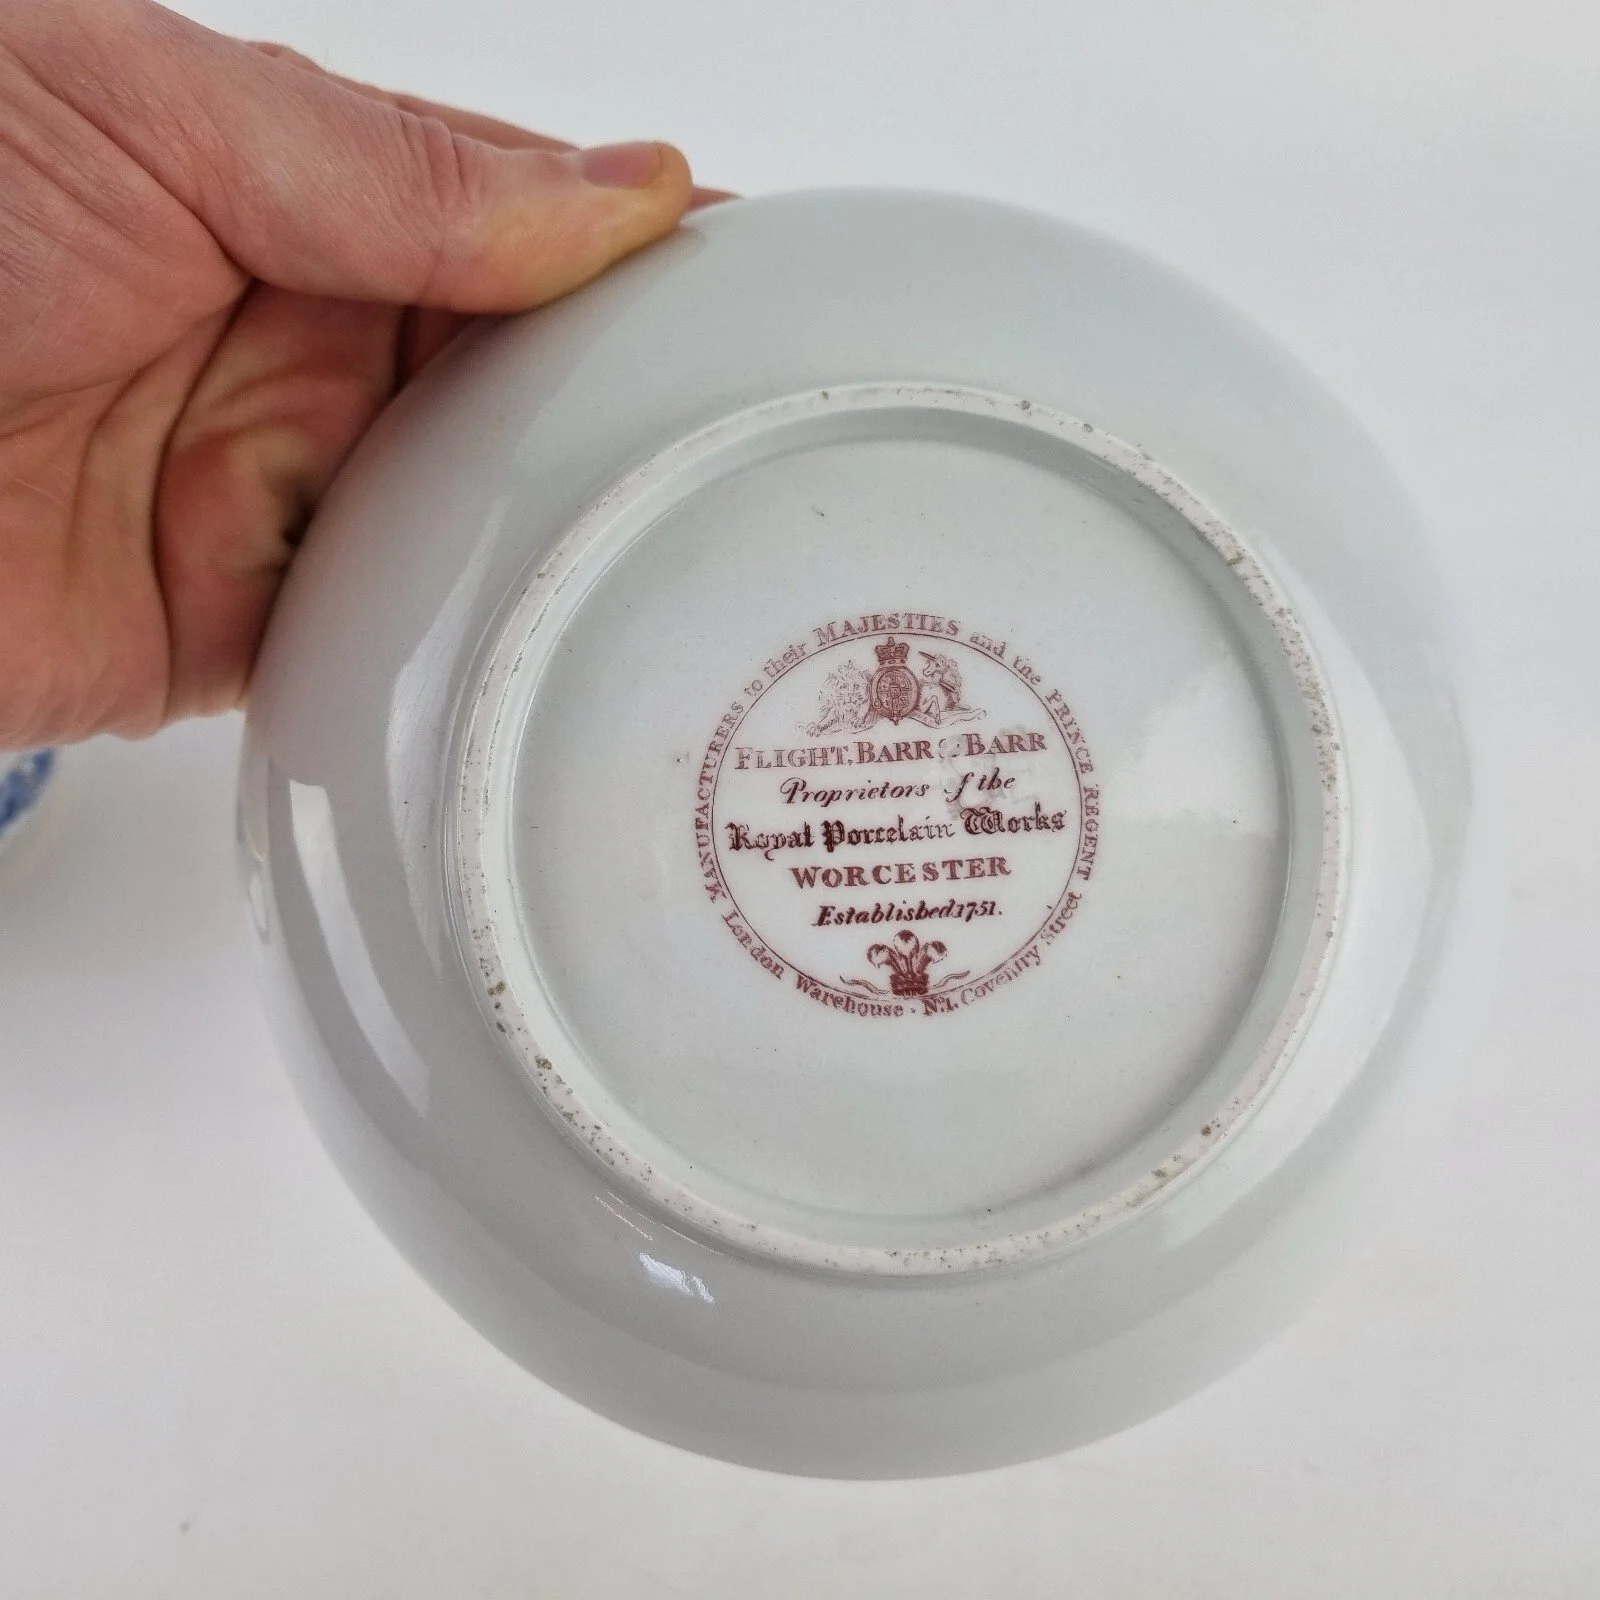 MANUFACTURERS to their MAJESTIES and the PRINCE REGENT
FLIGHT, BARR & BARR
Proprietors of the
Royal Porcelain Works
WORCESTER
Established 1751.
London Warehouse · No. 1. Coventry Street